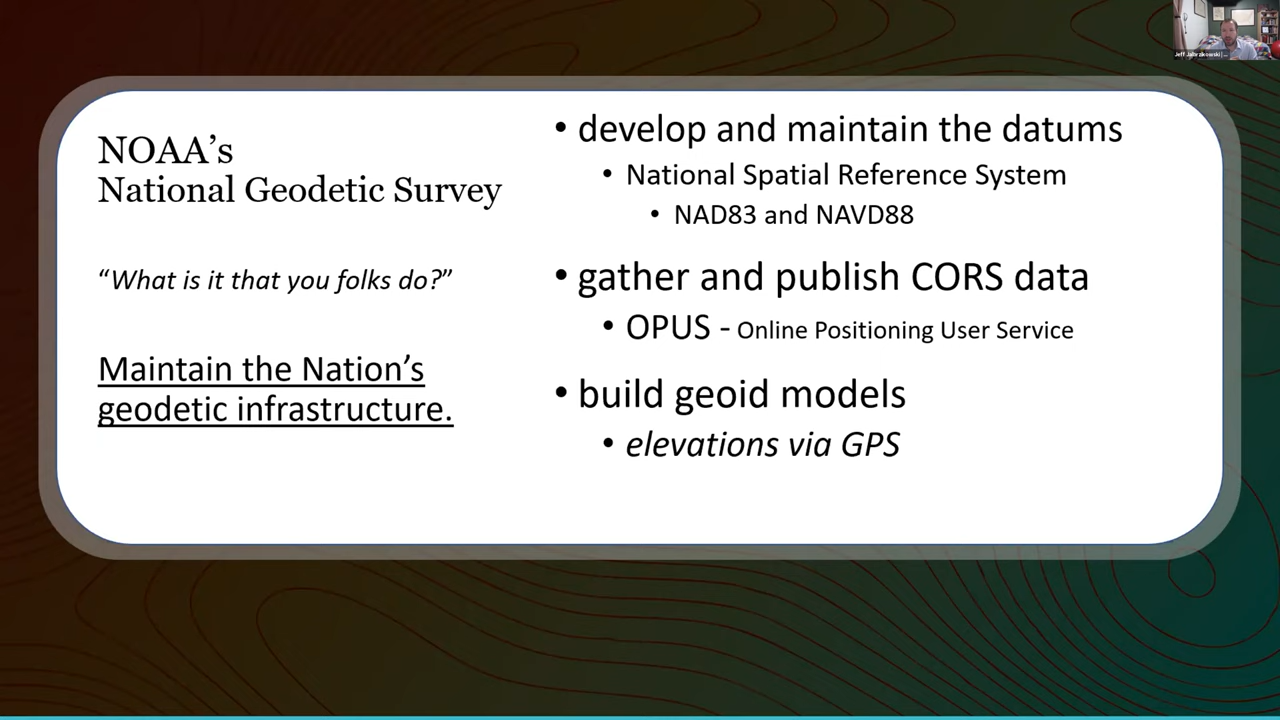 NOAA’s
National Geodetic Survey
“What is it that you folks do?”
Maintain the Nation’s
geodetic infrastructure.
• develop and maintain the datums
• National Spatial Reference System
• NAD83 and NAVD88
• gather and publish CORS data
• OPUS - Online Positioning User Service
• build geoid models
• elevations via GPS